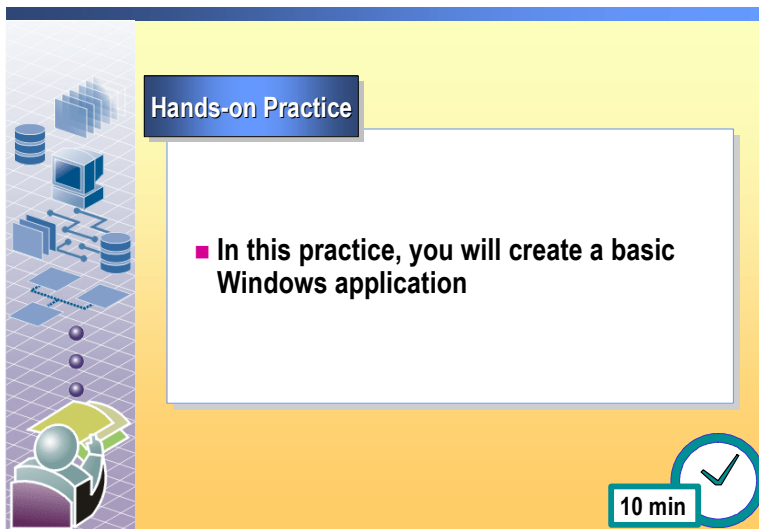 Hands-on Practice
■ In this practice, you will create a basic
Windows application
10 min